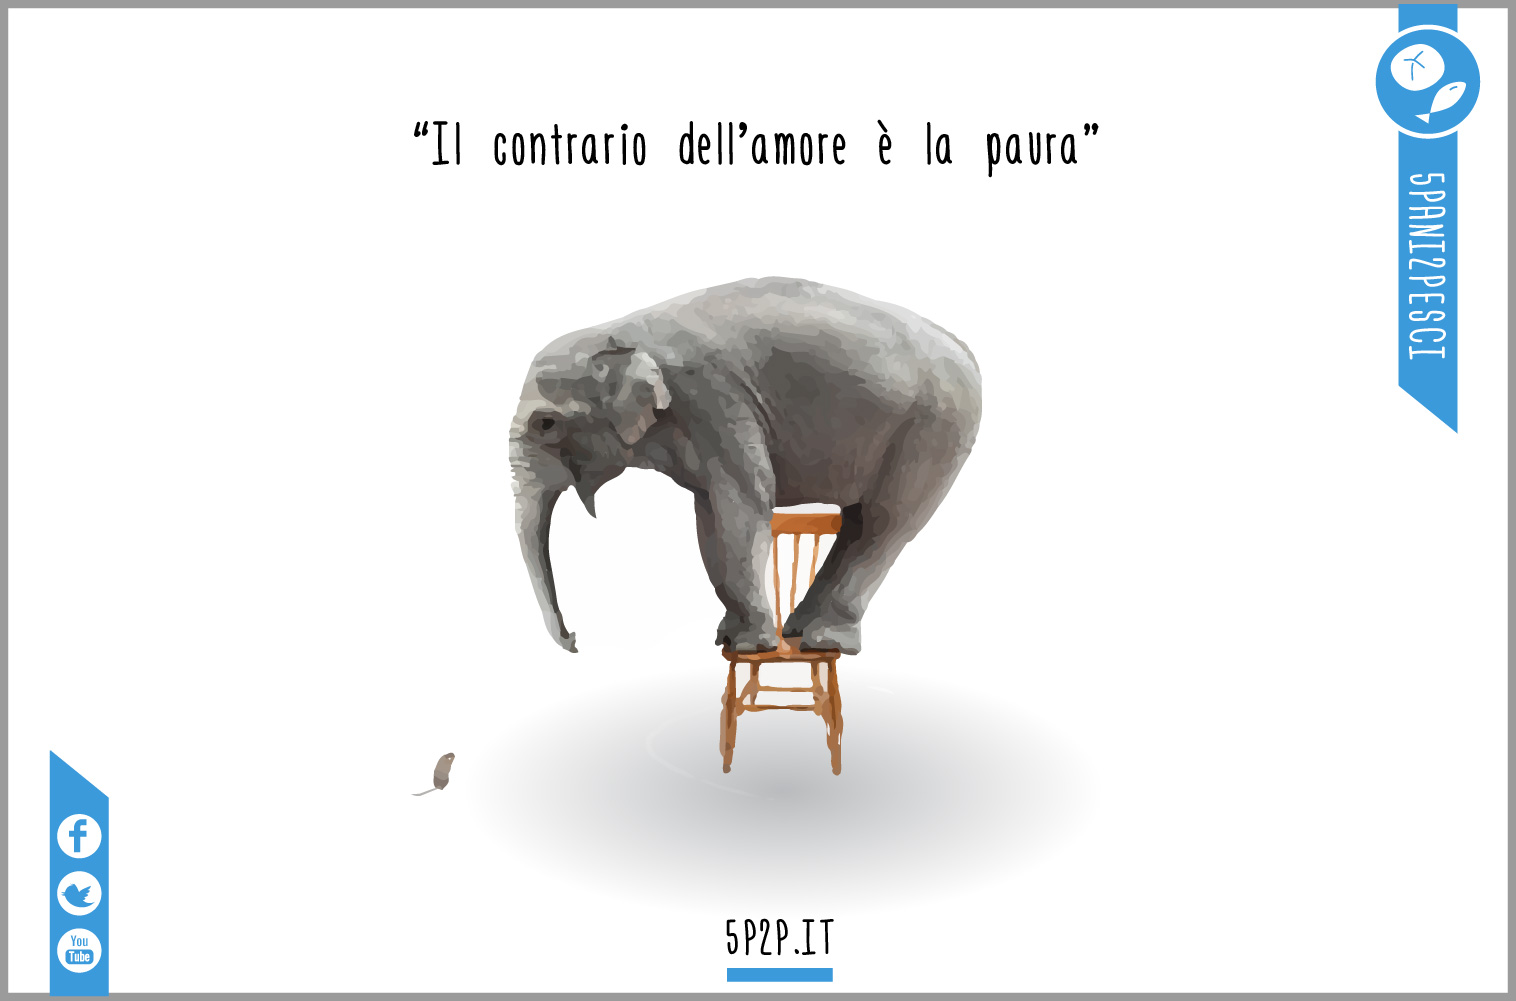 “Il contrario dell’amore è la paura”
5PANI2PESCI
f
You
Tube
5P2P.IT